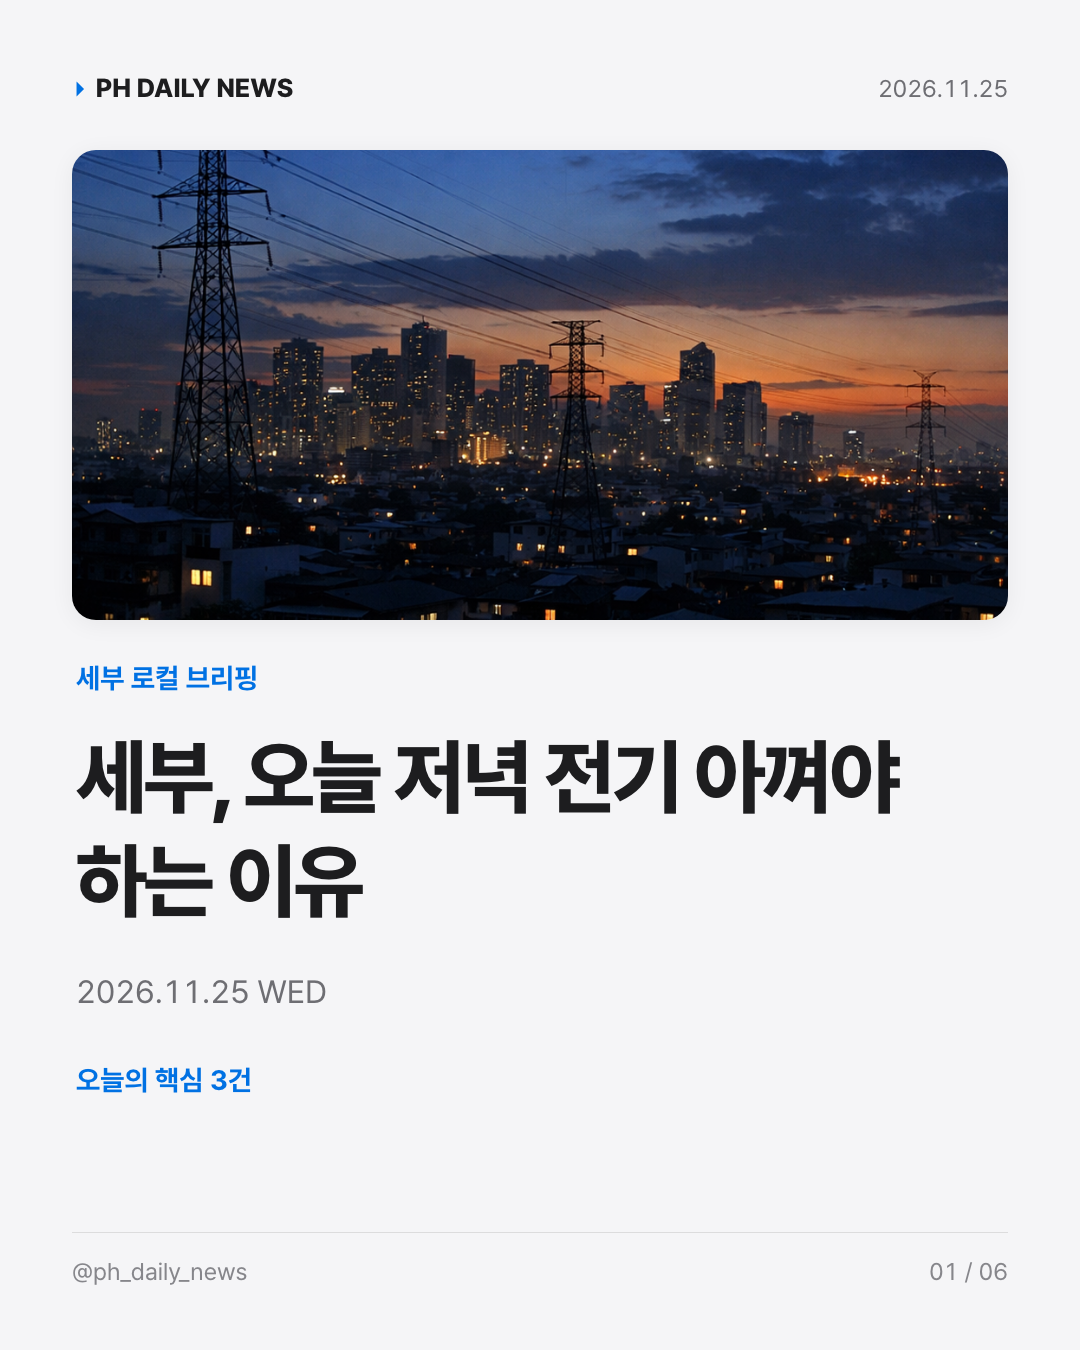 PH DAILY NEWS
2026.11.25
세부 로컬 브리핑
세부, 오늘 저녁 전기 아껴야
하는 이유
2026.11.25 WED
오늘의 핵심 3건
@ph_daily_news
01 / 06